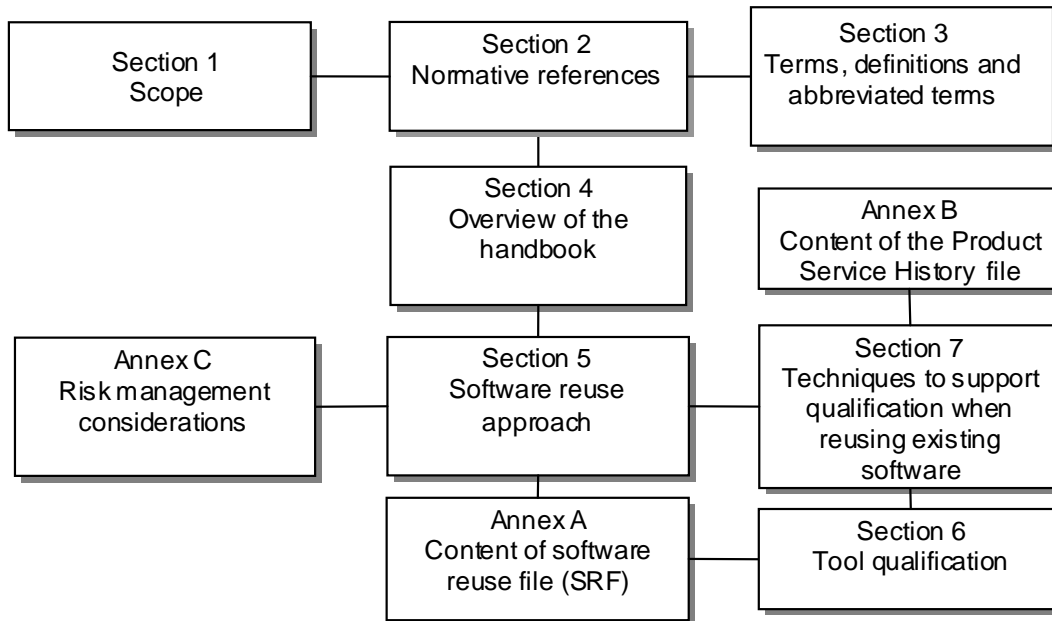 Section 1
Scope
Section 2
Normative references
Section 3
Terms, definitions and
abbreviated terms
Section 4
Overview of the
handbook
Annex B
Content of the Product
Service History file
Annex C
Risk management
considerations
Section 5
Software reuse
approach
Section 7
Techniques to support
qualification when
reusing existing
software
Annex A
Content of software
reuse file (SRF)
Section 6
Tool qualification